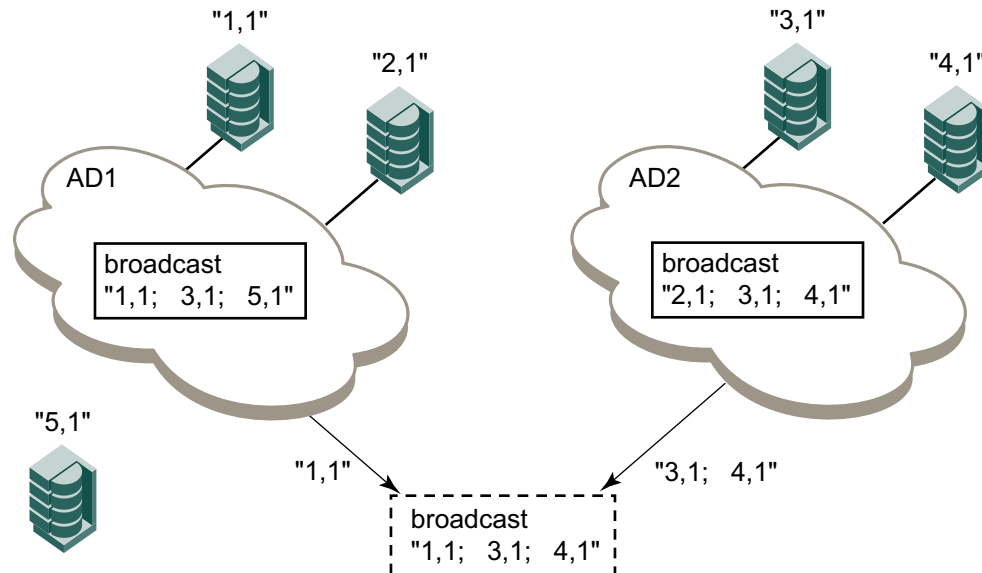 "1,1"
"2,1"
"3,1"
"4,1"
AD1
AD2
broadcast
"1,1; 3,1; 5,1"
broadcast
"2,1; 3,1; 4,1"
"5,1"
"1,1"
"3,1; 4,1"
broadcast
"1,1; 3,1; 4,1"